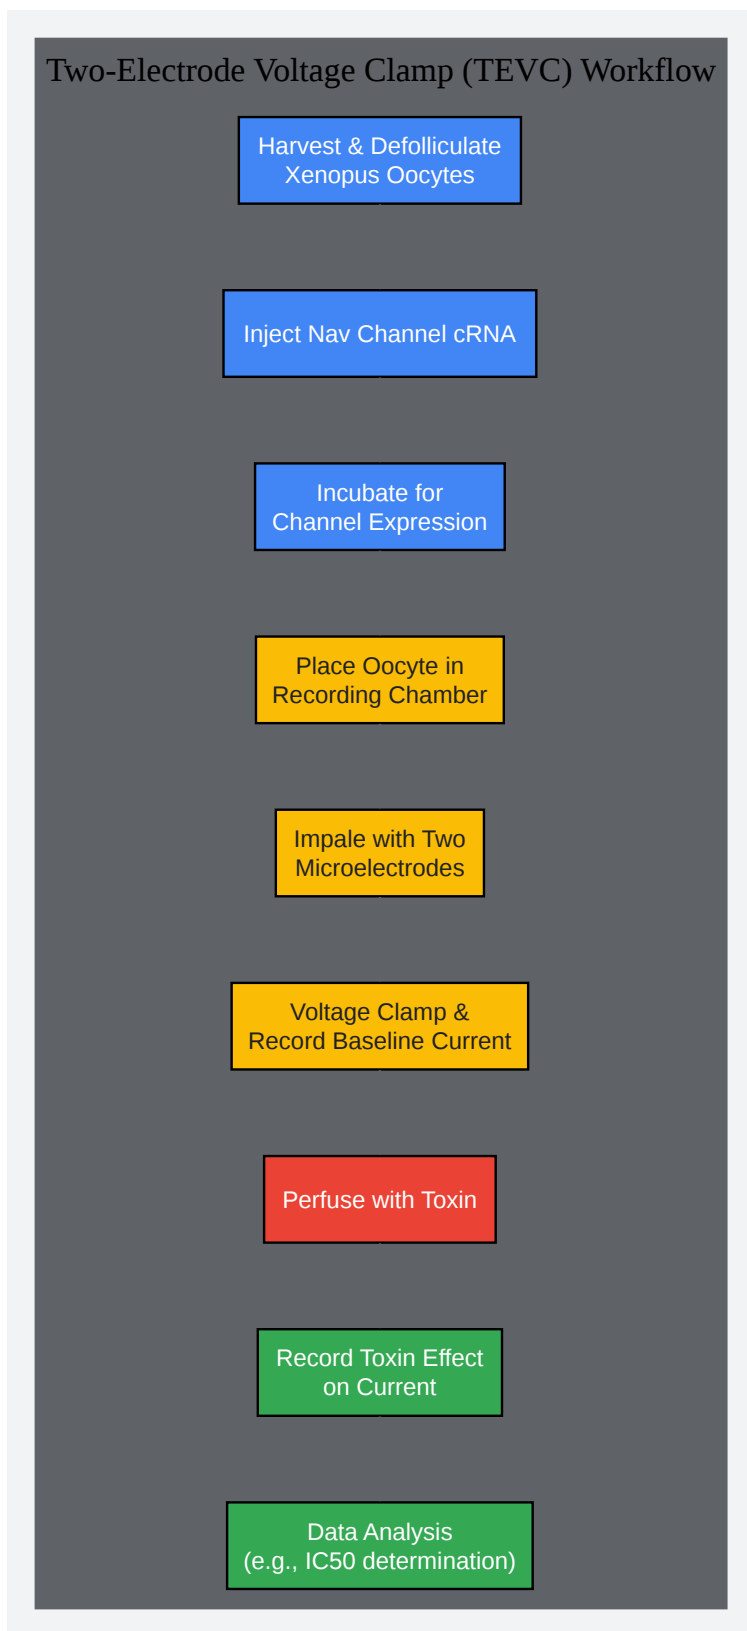 Two-Electrode Voltage Clamp (TEVC) Workflow
Harvest & Defolliculate
Xenopus Oocytes
Inject Nav Channel cRNA
Incubate for
Channel Expression
Place Oocyte in
Recording Chamber
Impale with Two
Microelectrodes
Voltage Clamp &
Record Baseline Current
Perfuse with Toxin
Record Toxin Effect
on Current
Data Analysis
(e.g., IC50 determination)